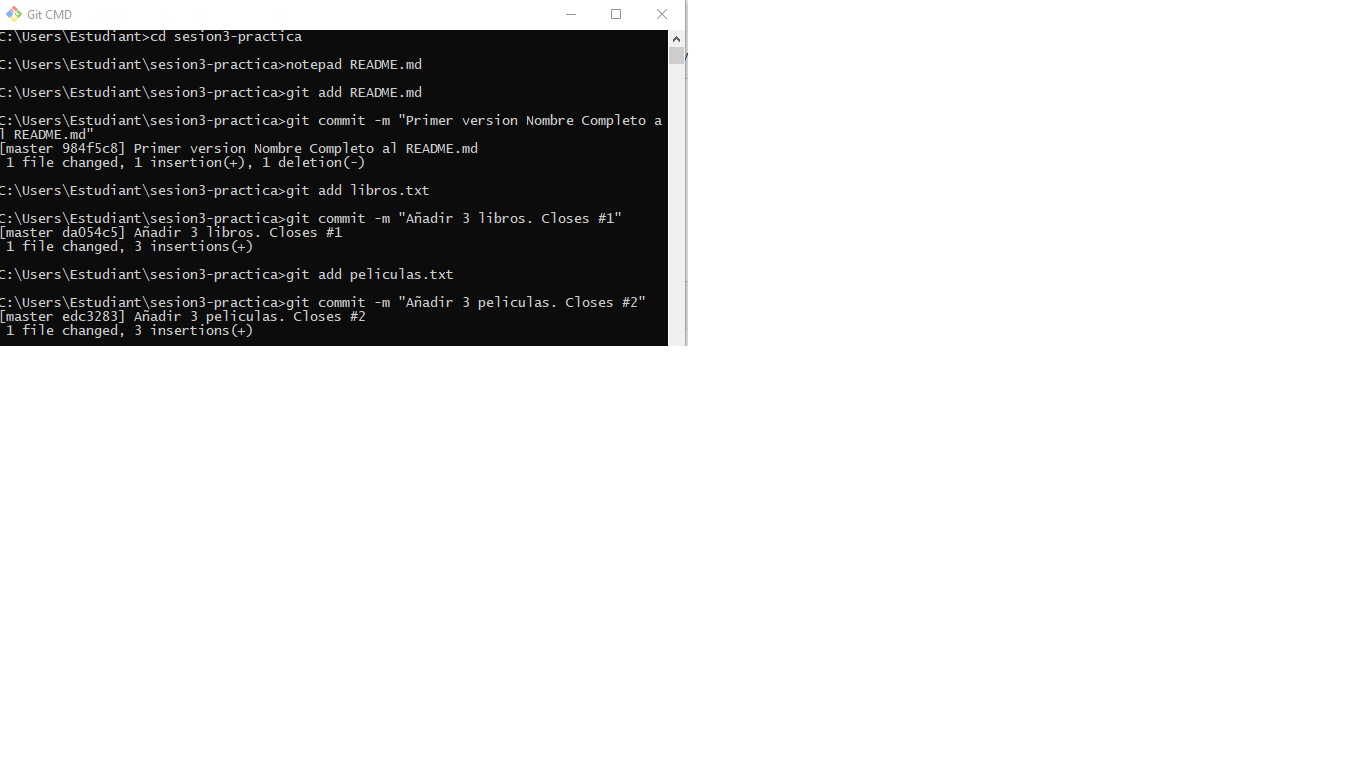 Git CMD
C:\Users\Estudiant>cd sesion3-practica
C:\Users\Estudiant\sesion3-practica>notepad README.md
C:\Users\Estudiant\sesion3-practica>git add README.md
C:\Users\Estudiant\sesion3-practica>git commit -m "Primer version Nombre Completo a
l README.md"
[master 984f5c8] Primer version Nombre Completo al README.md
1 file changed, 1 insertion(+), 1 deletion(-)
C:\Users\Estudiant\sesion3-practica>git add libros.txt
C:\Users\Estudiant\sesion3-practica>git commit -m "Añadir 3 libros. Closes #1"
[master da054c5] Añadir 3 libros. Closes #1
1 file changed, 3 insertions(+)
C:\Users\Estudiant\sesion3-practica>git add peliculas.txt
C:\Users\Estudiant\sesion3-practica>git commit -m "Añadir 3 peliculas. Closes #2"
[master edc3283] Añadir 3 peliculas. Closes #2
1 file changed, 3 insertions(+)